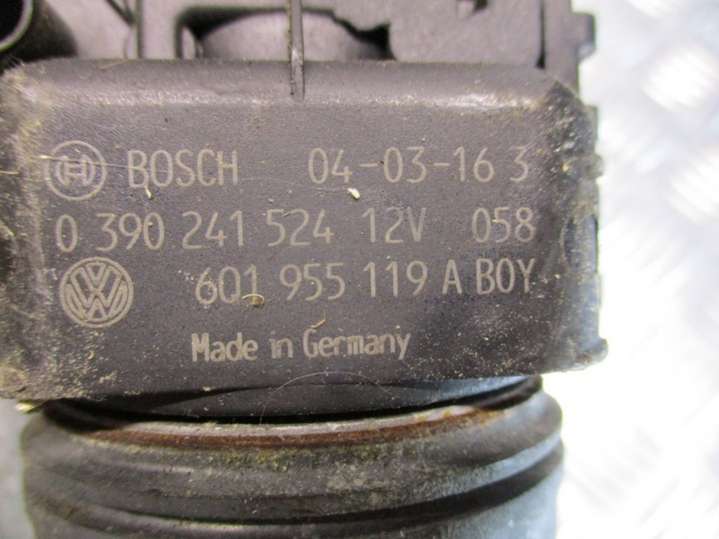 BOSCH 04-03-16 3
0 390 241 524 12V 058
6Q1 955 119 A BOY
Made in Germany